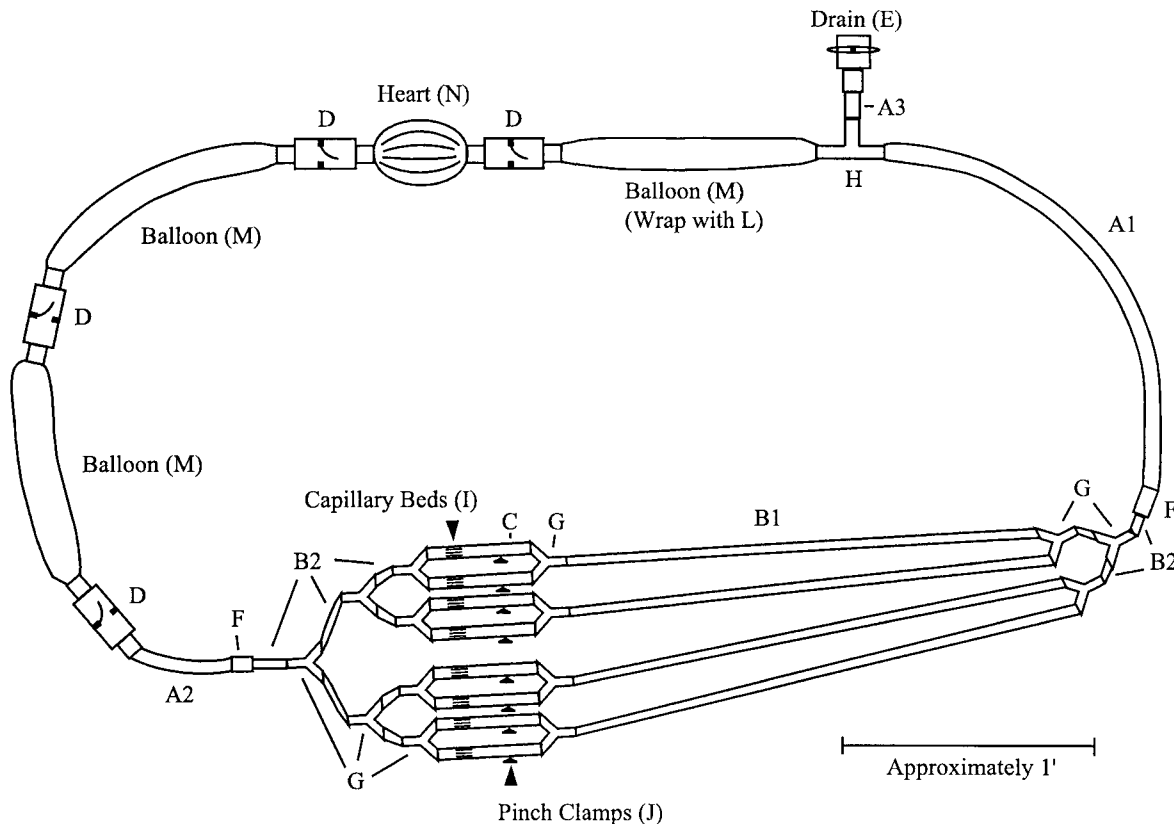 Drain (E)
A3
Heart (N)
D
D
H
Balloon (M)
(Wrap with L)
A1
Balloon (M)
D
Balloon (M)
Capillary Beds (I)
C
G
B1
G
F
B2
B2
D
F
A2
G
Approximately 1'
Pinch Clamps (J)